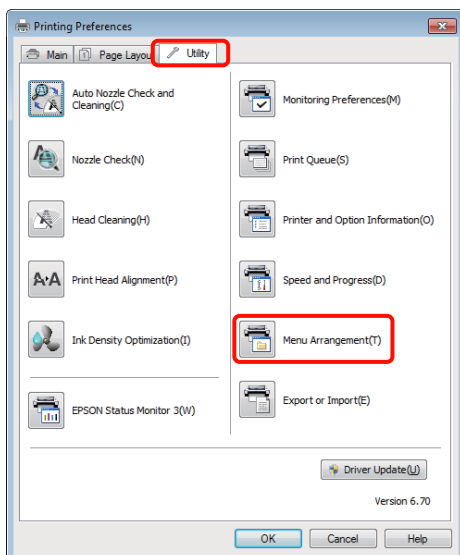 Printing Preferences
Main
Page Layou
Utility
Auto Nozzle Check and
Cleaning(C)
Monitoring Preferences(M)
Nozzle Check(N)
Print Queue(S)
Head Cleaning(H)
Printer and Option Information(O)
Print Head Alignment(P)
Speed and Progress(D)
Ink Density Optimization(I)
Menu Arrangement(T)
EPSON Status Monitor 3(W)
Export or Import(E)
Driver Update(U)
Version 6.70
OK
Cancel
Help